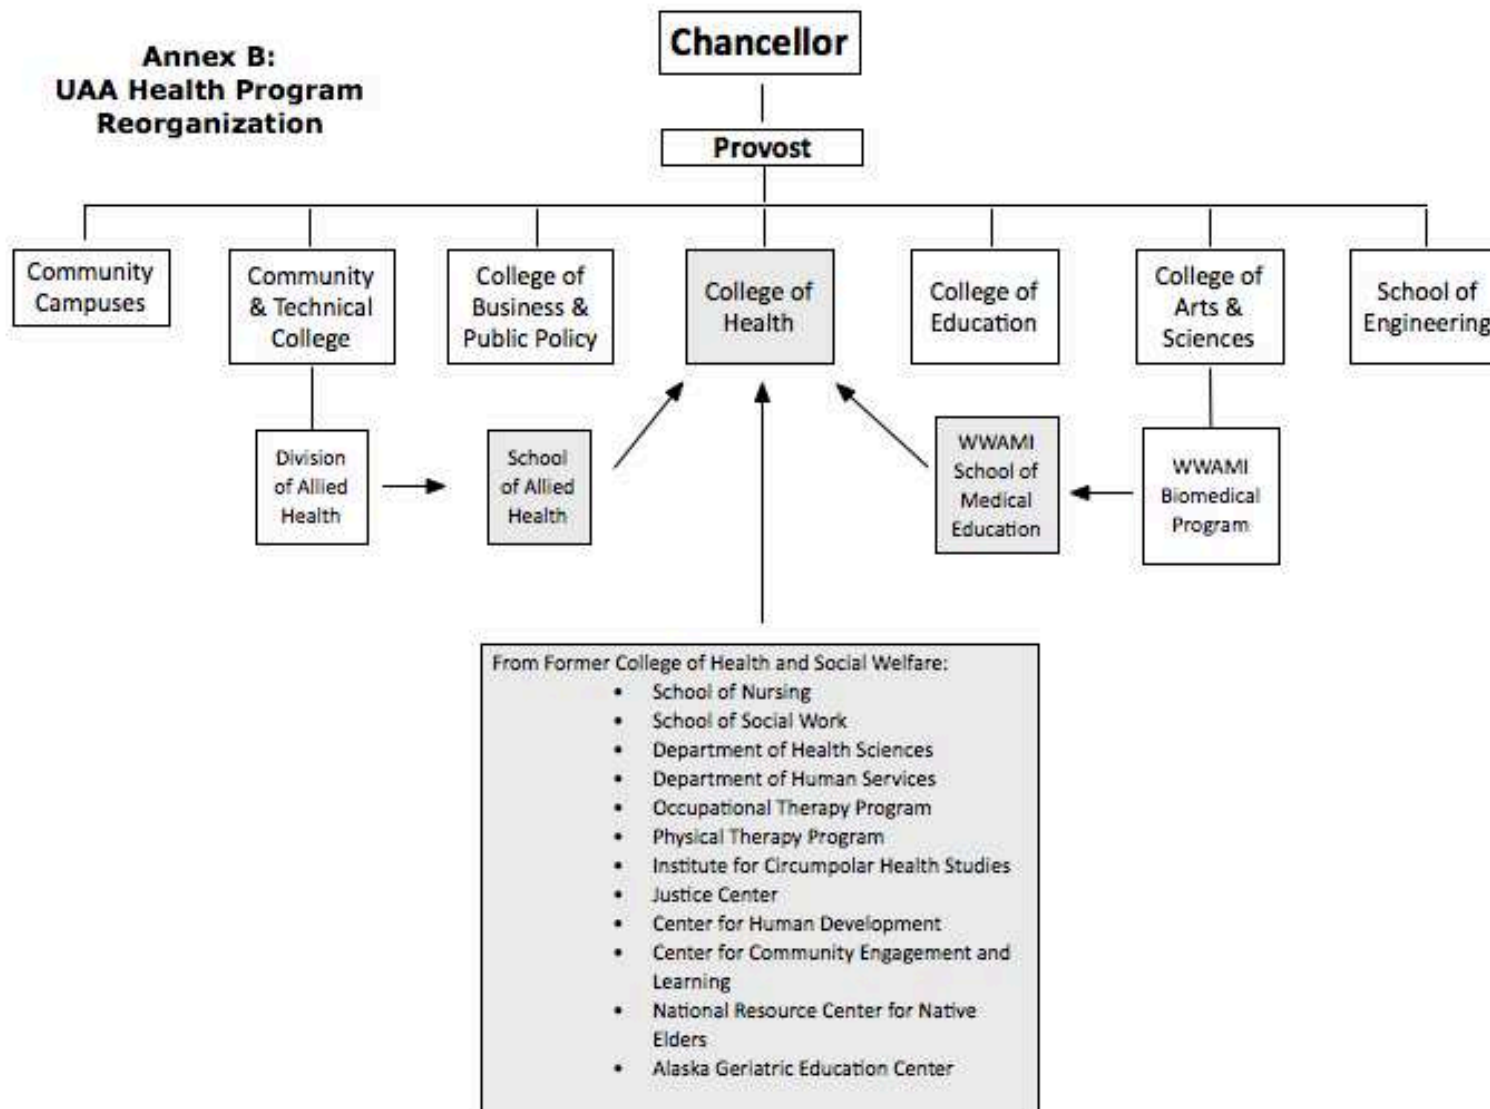 Annex B:
UAA Health Program
Reorganization
Chancellor
Provost
Community
Campuses
Community
& Technical
College
College of
Business &
Public Policy
College of
Health
College of
Education
College of
Arts &
Sciences
School of
Engineering
Division
of Allied
Health
School
of Allied
Health
WWAMI
School of
Medical
Education
WWAMI
Biomedical
Program
From Former College of Health and Social Welfare:
• School of Nursing
• School of Social Work
• Department of Health Sciences
• Department of Human Services
• Occupational Therapy Program
• Physical Therapy Program
• Institute for Circumpolar Health Studies
• Justice Center
• Center for Human Development
• Center for Community Engagement and
Learning
• National Resource Center for Native
Elders
• Alaska Geriatric Education Center